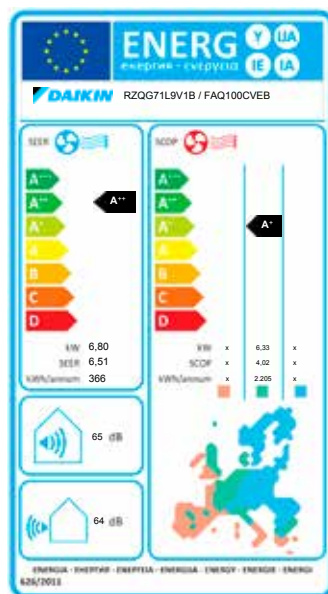 ENERG Y UA
енергия · ενεργεια IE IA
DAIKIN RZQG71L9V1B / FAQ100CVEB
SEER SCOP
A+++ A+++
A++ A++ A++
A+ A+ A+
A A
B B
C C
D D
kW 6,80 kW x 6,33 x
SEER 6,51 SCOP x 4,02 x
kWh/annum 366 kWh/annum x 2.205 x
65 dB
64 dB
ENERGIA · ЕНЕРГИЯ · ΕΝΕΡΓΕΙΑ · ENERGIJA · ENERGY · ENERGIE · ENERGI
626/2011